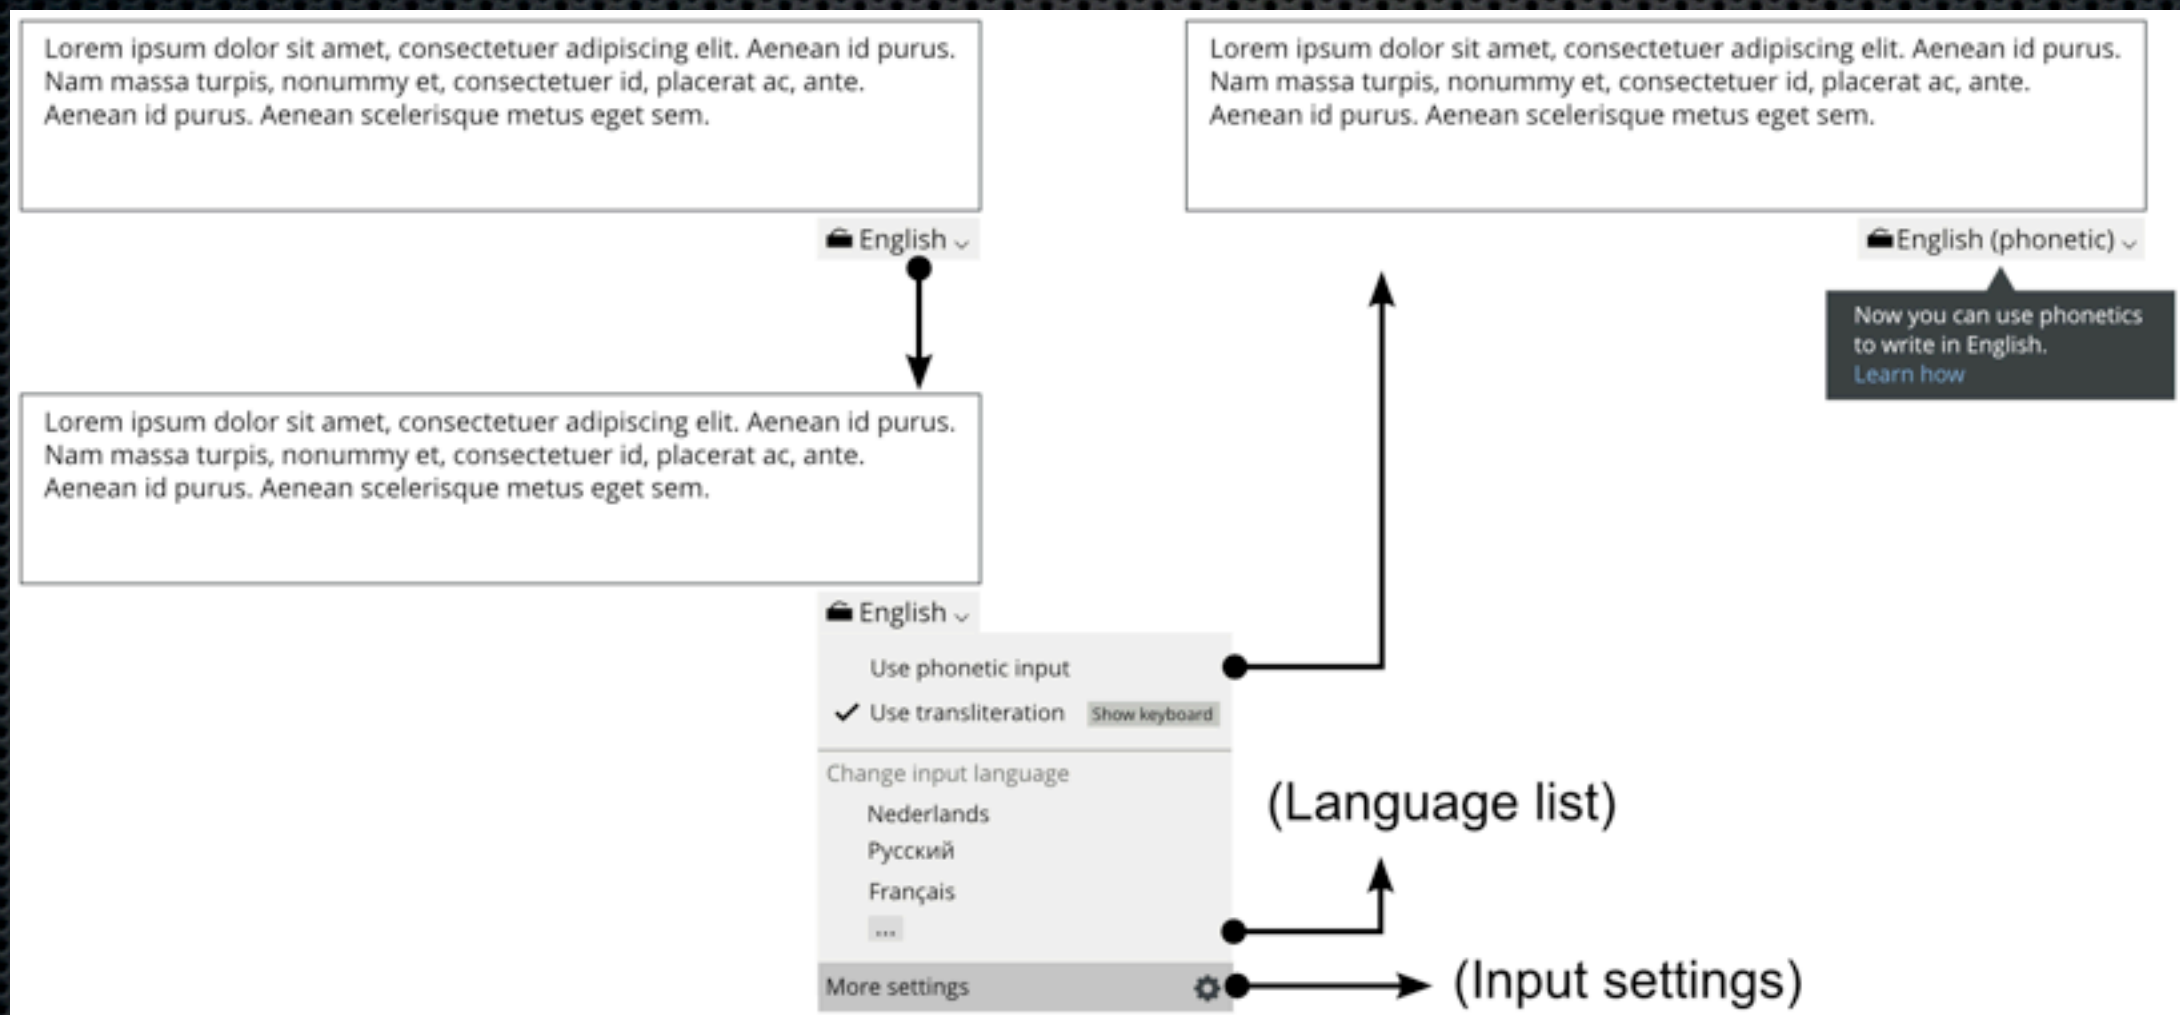 Lorem ipsum dolor sit amet, consectetuer adipiscing elit. Aenean id purus.
Nam massa turpis, nonummy et, consectetuer id, placerat ac, ante.
Aenean id purus. Aenean scelerisque metus eget sem.
English
Lorem ipsum dolor sit amet, consectetuer adipiscing elit. Aenean id purus.
Nam massa turpis, nonummy et, consectetuer id, placerat ac, ante.
Aenean id purus. Aenean scelerisque metus eget sem.
English (phonetic)
Now you can use phonetics
to write in English.
Learn how
Lorem ipsum dolor sit amet, consectetuer adipiscing elit. Aenean id purus.
Nam massa turpis, nonummy et, consectetuer id, placerat ac, ante.
Aenean id purus. Aenean scelerisque metus eget sem.
English
Use phonetic input
Use transliteration Show keyboard
Change input language
Nederlands
Русский
Français
...
More settings
(Language list)
(Input settings)